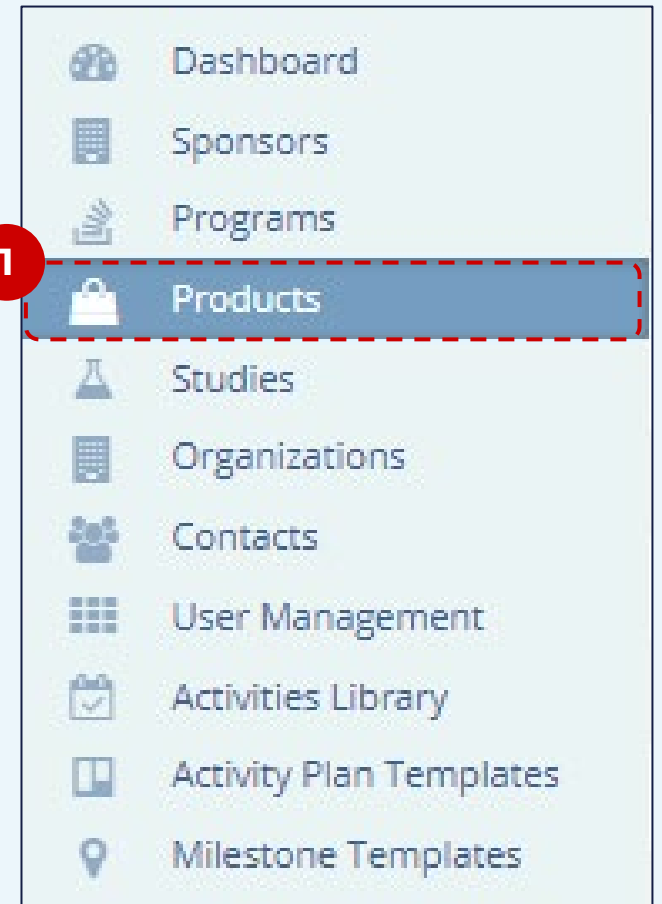 Dashboard
Sponsors
Programs
1
Products
Studies
Organizations
Contacts
User Management
Activities Library
Activity Plan Templates
Milestone Templates